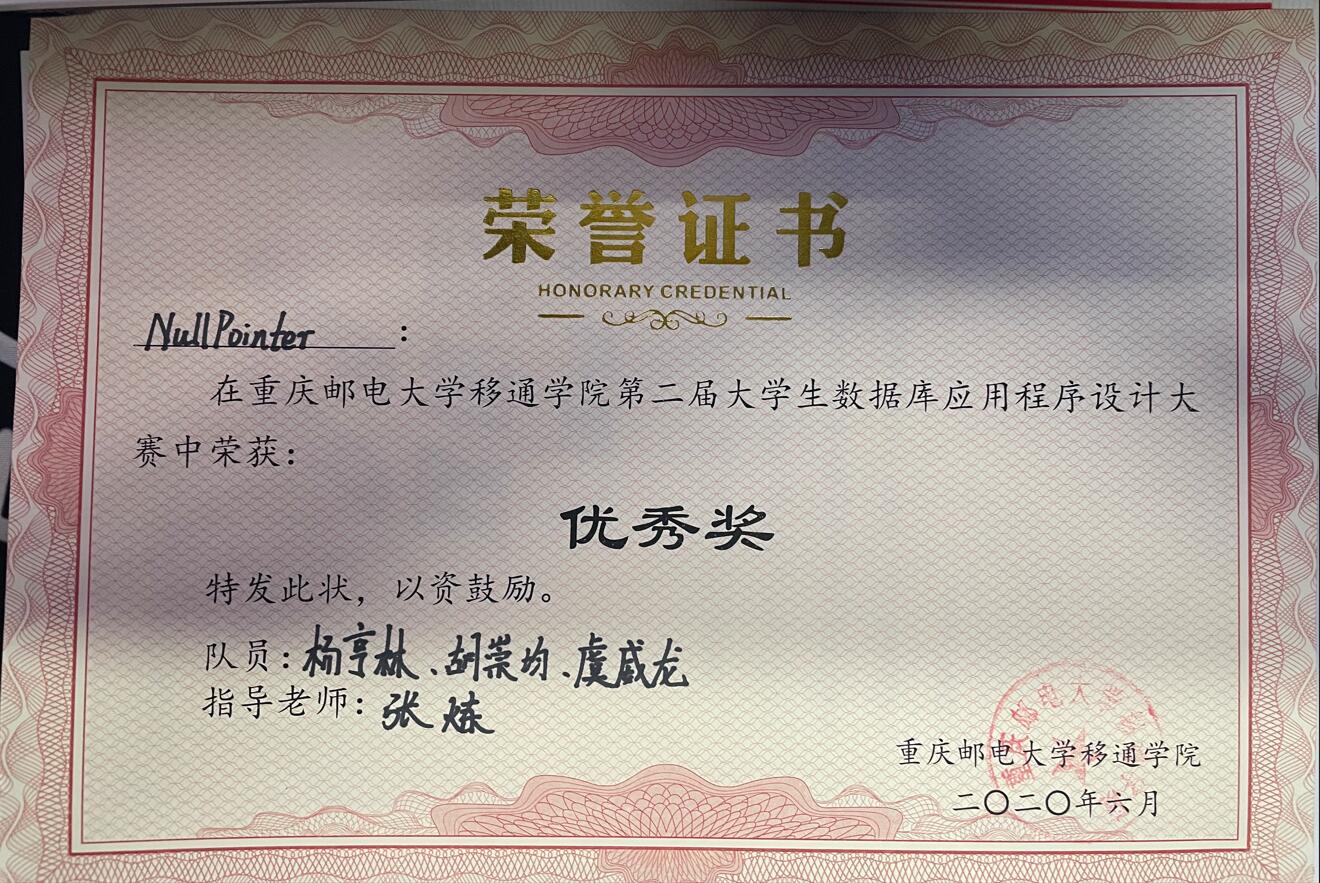 荣誉证书
HONORARY CREDENTIAL
NullPointer：
在重庆邮电大学移通学院第二届大学生数据库应用程序设计大
赛中荣获：
优秀奖
特发此状，以资鼓励。
队员：杨亨林、胡崇均、虞咸龙
指导老师：张炼
重庆邮电大学移通学院
二〇二〇年六月